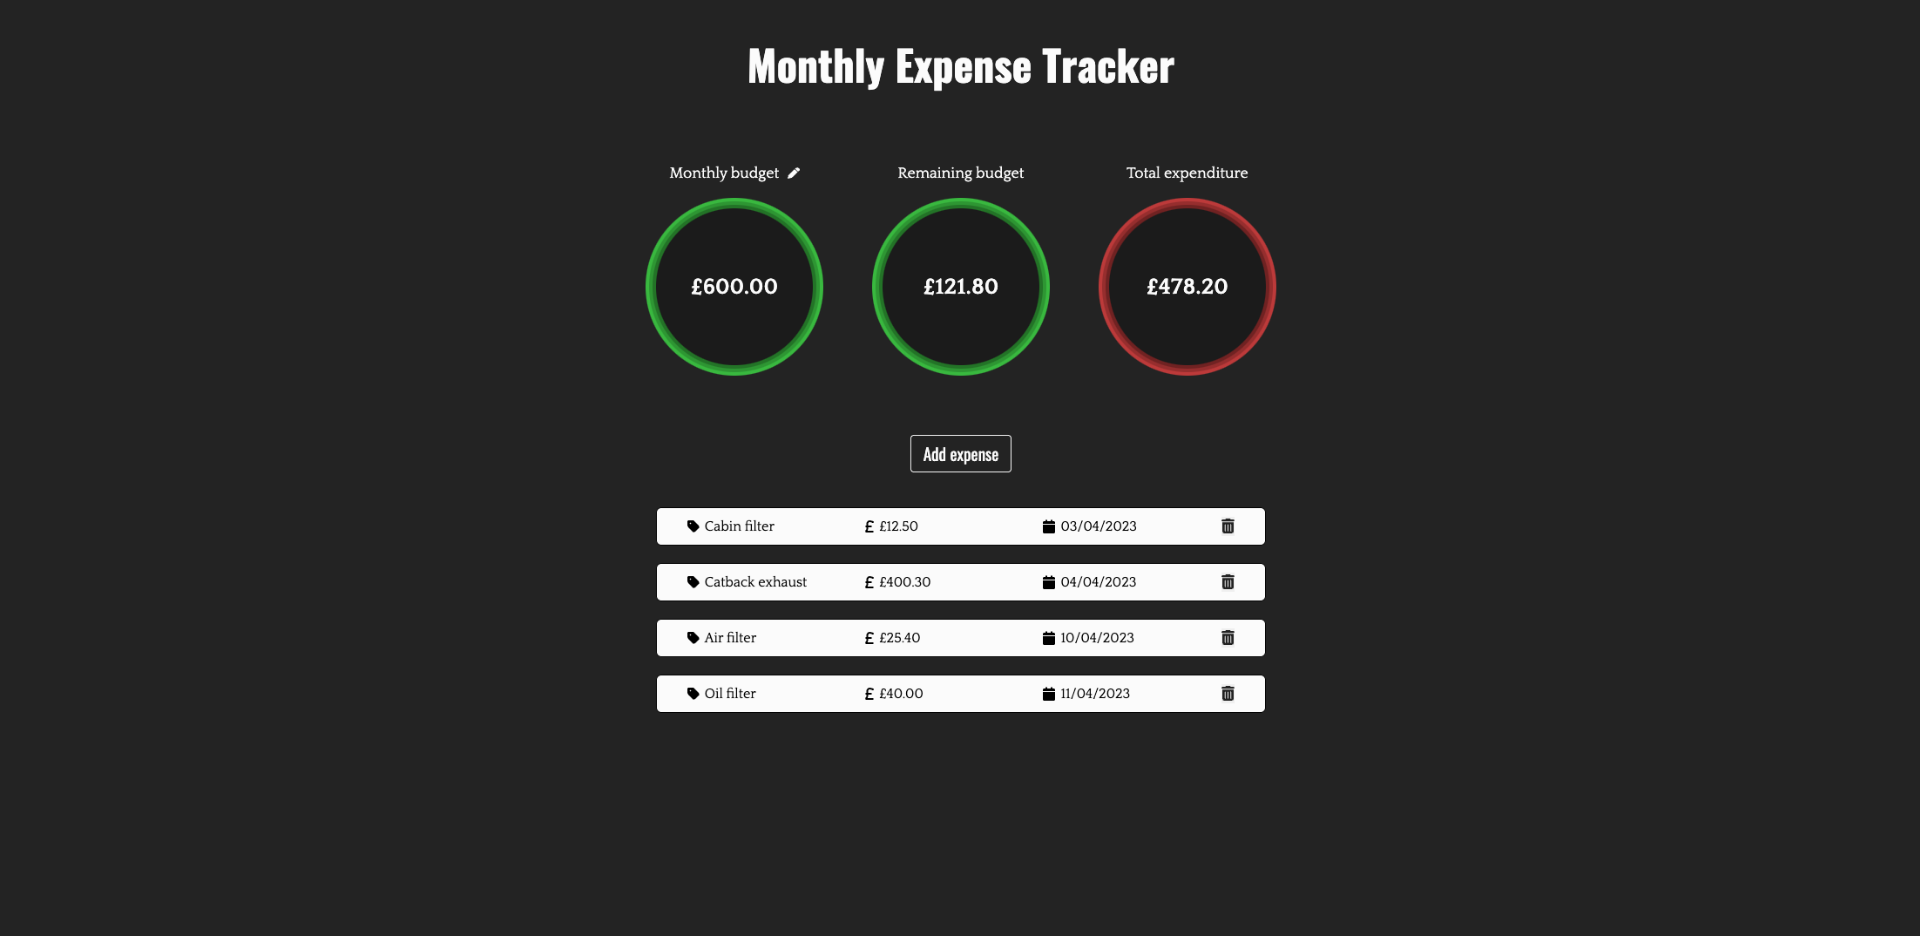 Monthly Expense Tracker
Monthly budget
Remaining budget
Total expenditure
£600.00
£121.80
£478.20
Add expense
Cabin filter £ £12.50 03/04/2023
Catback exhaust £ £400.30 04/04/2023
Air filter £ £25.40 10/04/2023
Oil filter £ £40.00 11/04/2023